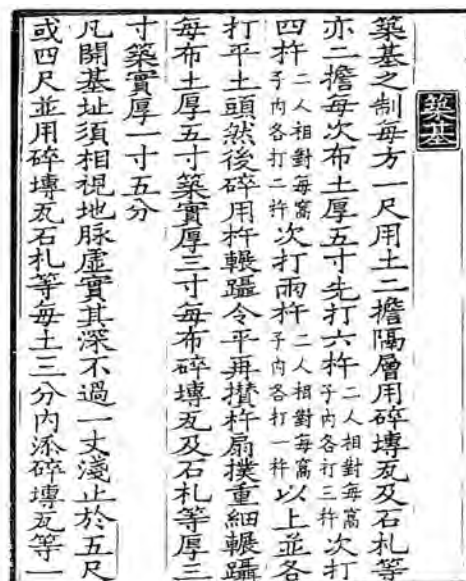 築基
築基之制每方一尺用土二擔隔層用碎塼瓦及石札等
亦二擔每次布土厚五寸先打六杵二人相對每窩子內各打三杵次打
四杵二人相對每窩子內各打二杵次打兩杵二人相對每窩子內各打一杵以上並各
打平土頭然後碎用杵輾躡令平再攢杵扇撲重細輾躡
每布土厚五寸築實厚三寸每布碎塼瓦及石札等厚三
寸築實厚一寸五分
凡開基址須相視地脉虛實其深不過一丈淺止於五尺
或四尺並用碎塼瓦石札等每土三分內添碎塼瓦等一